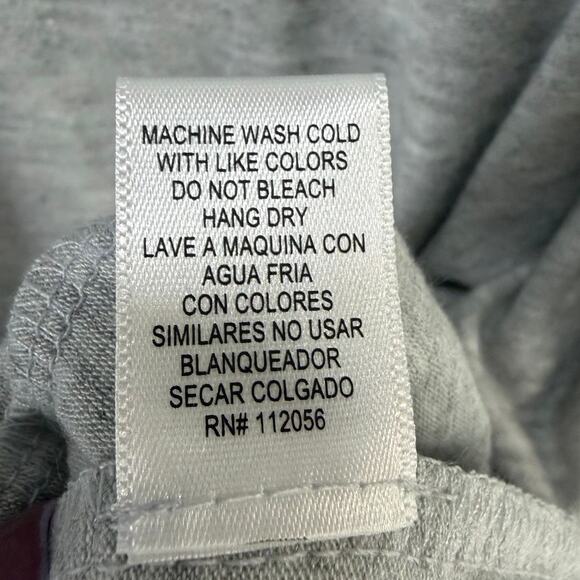 MACHINE WASH COLD
WITH LIKE COLORS
DO NOT BLEACH
HANG DRY
LAVE A MAQUINA CON
AGUA FRIA
CON COLORES
SIMILARES NO USAR
BLANQUEADOR
SECAR COLGADO
RN# 112056